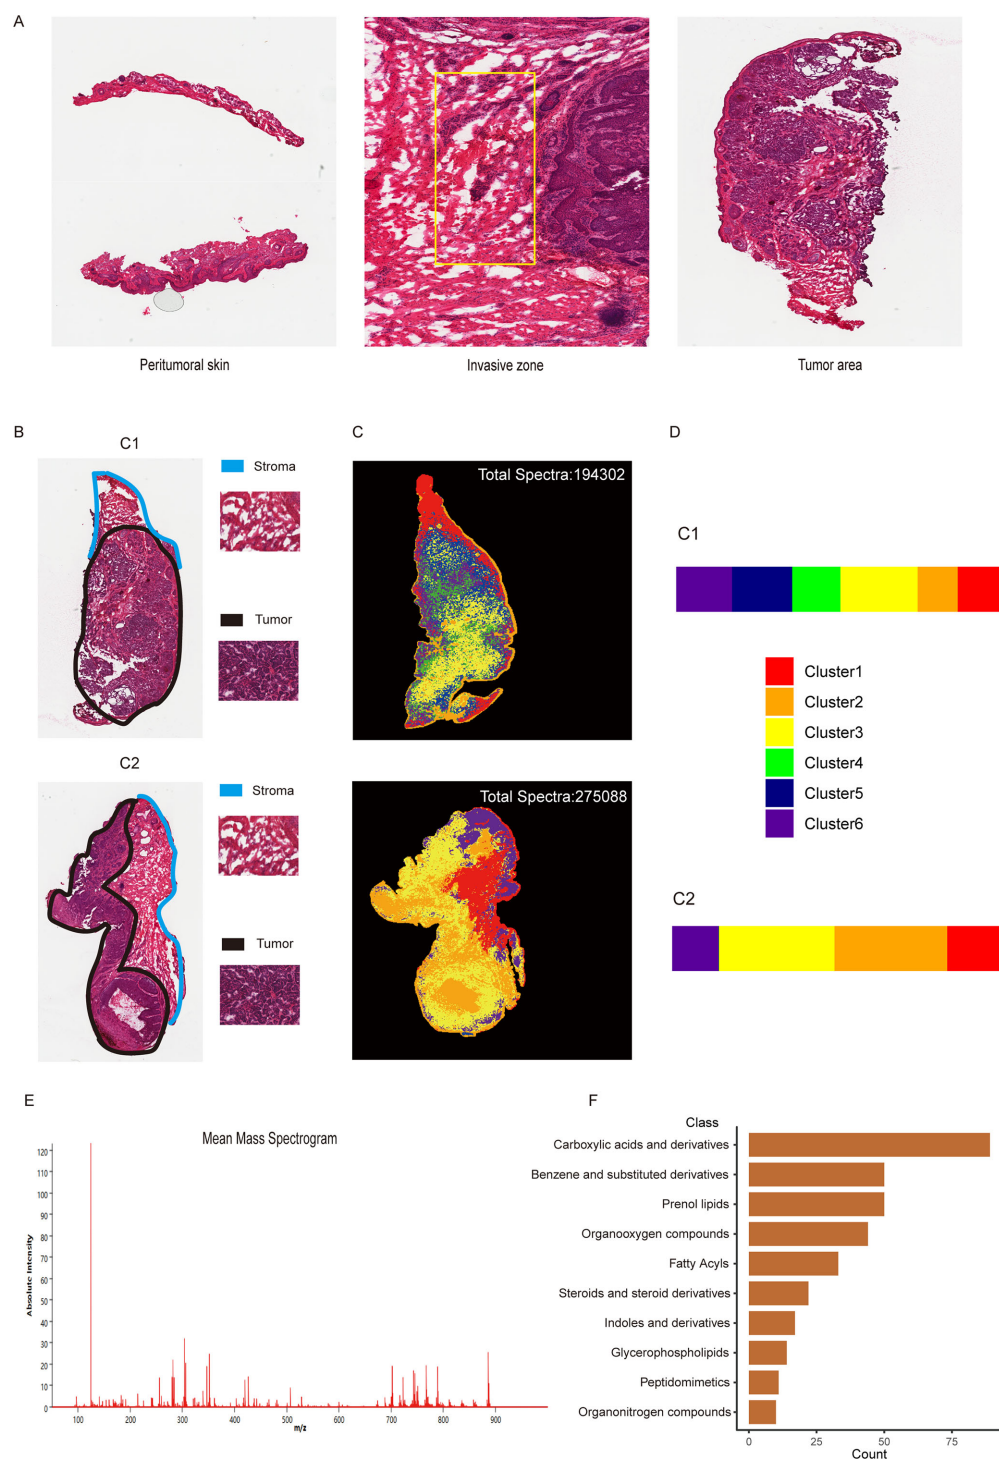 A
Peritumoral skin
Invasive zone
Tumor area
B
C1
Stroma
Tumor
C2
Stroma
Tumor
C
Total Spectra:194302
Total Spectra:275088
D
C1
Cluster1
Cluster2
Cluster3
Cluster4
Cluster5
Cluster6
C2
E
Mean Mass Spectrogram
Absolute Intensity
120
110
100
90
80
70
60
50
40
30
20
10
0
100 200 300 400 500 600 700 800 900
m/z
F
Class
Carboxylic acids and derivatives
Benzene and substituted derivatives
Prenol lipids
Organooxygen compounds
Fatty Acyls
Steroids and steroid derivatives
Indoles and derivatives
Glycerophospholipids
Peptidomimetics
Organonitrogen compounds
0 25 50 75
Count